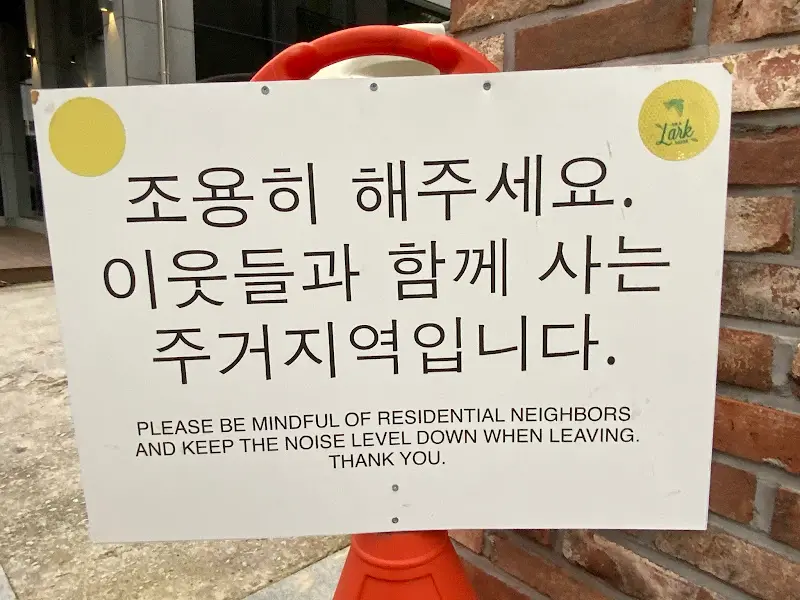 Lark
조용히 해주세요.
이웃들과 함께 사는
주거지역입니다.
PLEASE BE MINDFUL OF RESIDENTIAL NEIGHBORS
AND KEEP THE NOISE LEVEL DOWN WHEN LEAVING.
THANK YOU.